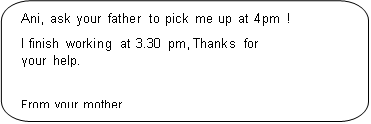 Ani, ask your father to pick me up at 4pm !
I finish working at 3.30 pm, Thanks for
your help.
From your mother